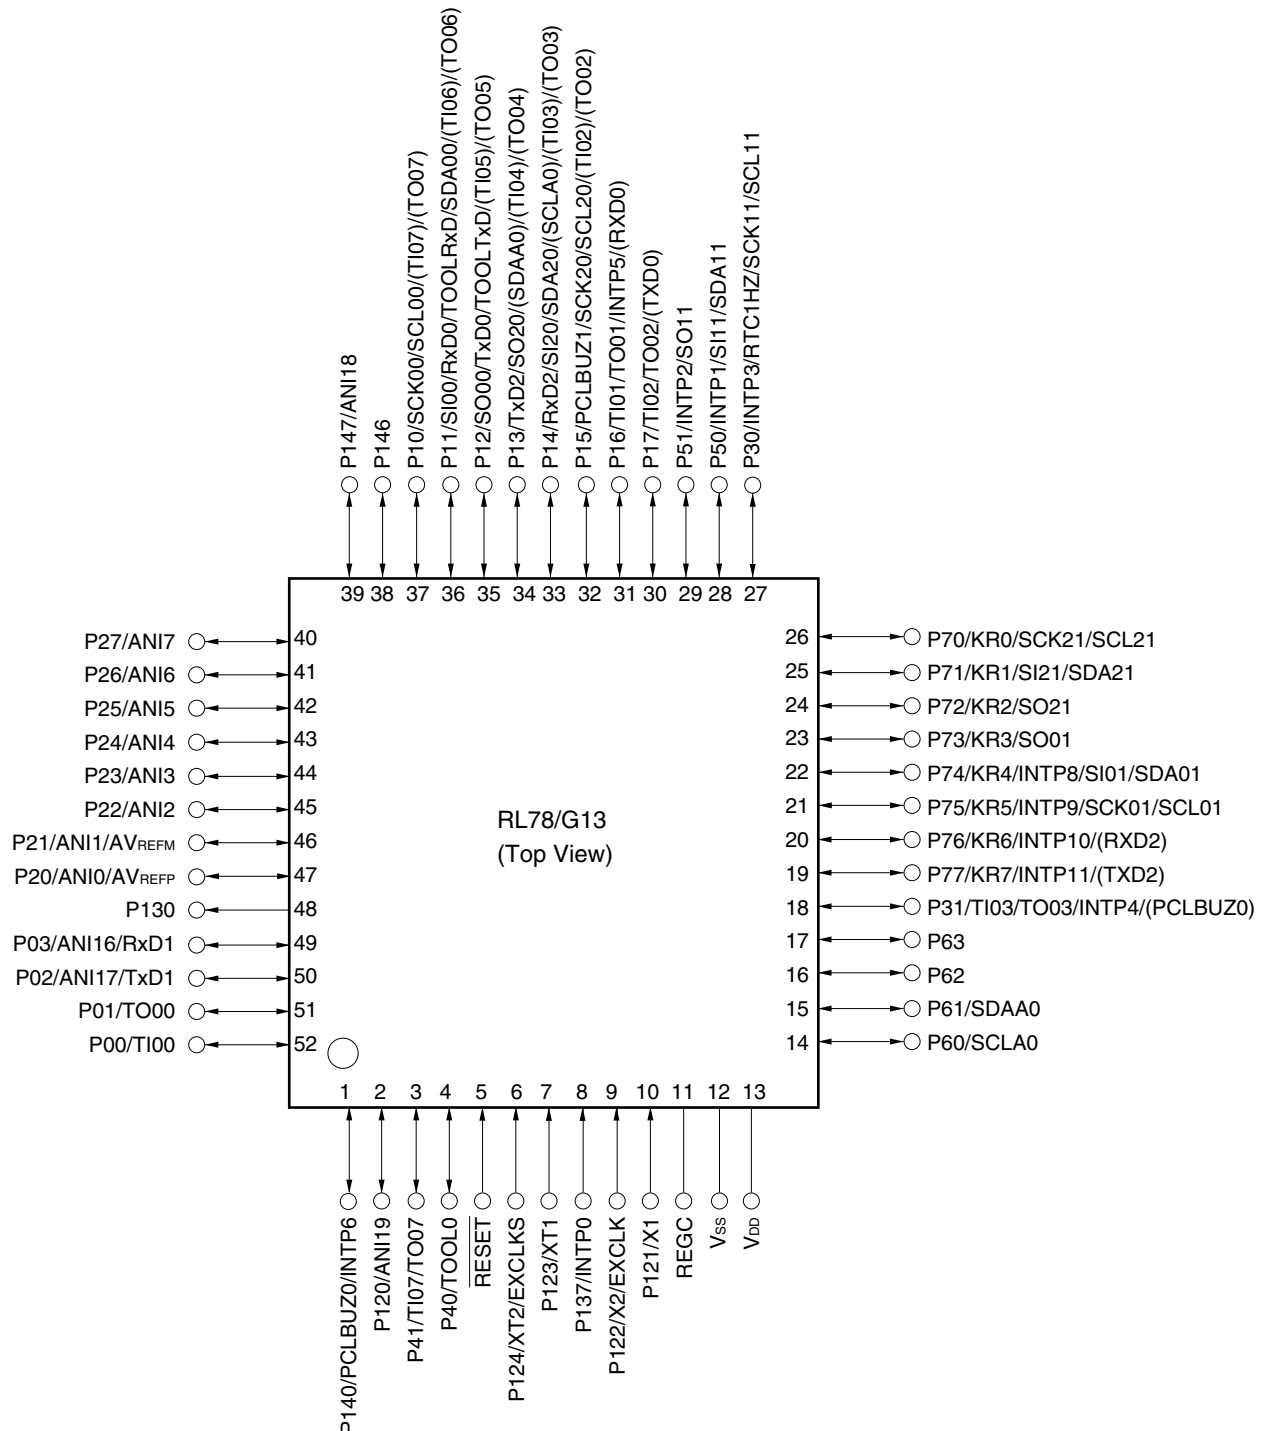 P147/ANI18
P146
P10/SCK00/SCL00/(TI07)/(TO07)
P11/SI00/RxD0/TOOLRxD/SDA00/(TI06)/(TO06)
P12/SO00/TxD0/TOOLTxD/(TI05)/(TO05)
P13/TxD2/SO20/(SDAA0)/(TI04)/(TO04)
P14/RxD2/SI20/SDA20/(SCLA0)/(TI03)/(TO03)
P15/PCLBUZ1/SCK20/SCL20/(TI02)/(TO02)
P16/TI01/TO01/INTP5/(RXD0)
P17/TI02/TO02/(TXD0)
P51/INTP2/SO11
P50/INTP1/SI11/SDA11
P30/INTP3/RTC1HZ/SCK11/SCL11
39 38 37 36 35 34 33 32 31 30 29 28 27
P27/ANI7 40
P26/ANI6 41
P25/ANI5 42
P24/ANI4 43
P23/ANI3 44
P22/ANI2 45
P21/ANI1/AVREFM 46
P20/ANI0/AVREFP 47
P130 48
P03/ANI16/RxD1 49
P02/ANI17/TxD1 50
P01/TO00 51
P00/TI00 52
RL78/G13
(Top View)
26 P70/KR0/SCK21/SCL21
25 P71/KR1/SI21/SDA21
24 P72/KR2/SO21
23 P73/KR3/SO01
22 P74/KR4/INTP8/SI01/SDA01
21 P75/KR5/INTP9/SCK01/SCL01
20 P76/KR6/INTP10/(RXD2)
19 P77/KR7/INTP11/(TXD2)
18 P31/TI03/TO03/INTP4/(PCLBUZ0)
17 P63
16 P62
15 P61/SDAA0
14 P60/SCLA0
1 2 3 4 5 6 7 8 9 10 11 12 13
P140/PCLBUZ0/INTP6
P120/ANI19
P41/TI07/TO07
P40/TOOL0
RESET
P124/XT2/EXCLKS
P123/XT1
P137/INTP0
P122/X2/EXCLK
P121/X1
REGC
VSS
VDD